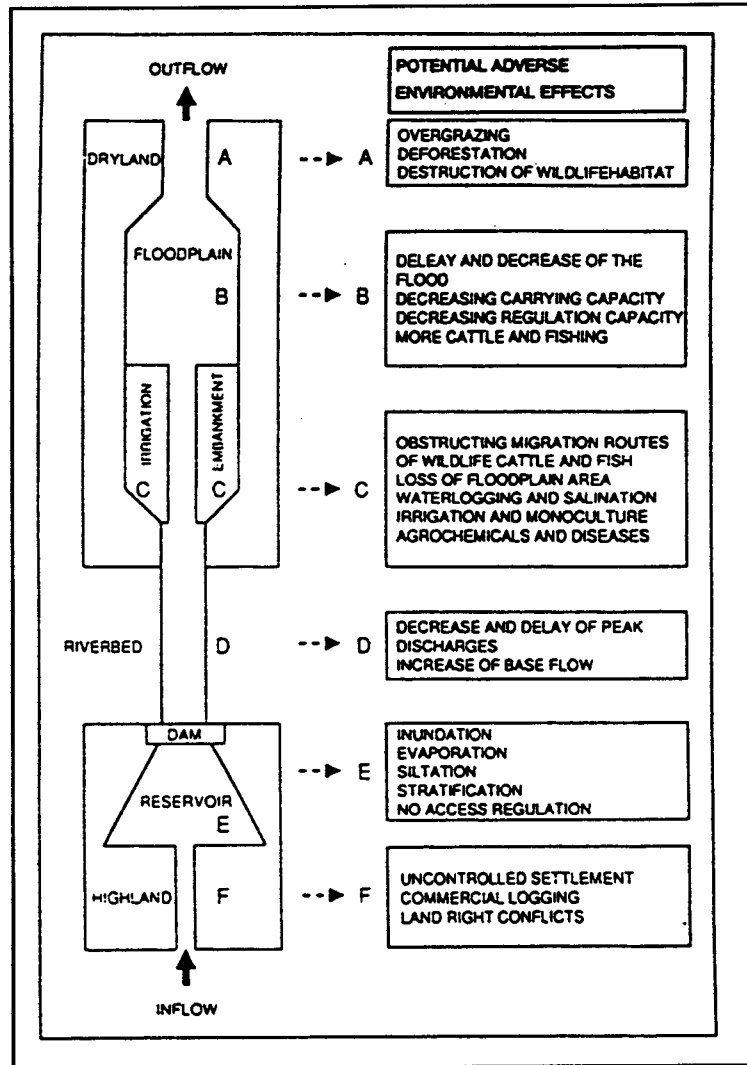 OUTFLOW
POTENTIAL ADVERSE
ENVIRONMENTAL EFFECTS
DRYLAND
A
A
OVERGRAZING
DEFORESTATION
DESTRUCTION OF WILDLIFEHABITAT
FLOODPLAIN
B
B
DELEAY AND DECREASE OF THE
FLOOD
DECREASING CARRYING CAPACITY
DECREASING REGULATION CAPACITY
MORE CATTLE AND FISHING
IRRIGATION
EMBANKMENT
C
C
C
OBSTRUCTING MIGRATION ROUTES
OF WILDLIFE CATTLE AND FISH
LOSS OF FLOODPLAIN AREA
WATERLOGGING AND SALINATION
IRRIGATION AND MONOCULTURE
AGROCHEMICALS AND DISEASES
RIVERBED
D
D
DECREASE AND DELAY OF PEAK
DISCHARGES
INCREASE OF BASE FLOW
DAM
RESERVOIR
E
E
INUNDATION
EVAPORATION
SILTATION
STRATIFICATION
NO ACCESS REGULATION
HIGHLAND
F
F
UNCONTROLLED SETTLEMENT
COMMERCIAL LOGGING
LAND RIGHT CONFLICTS
INFLOW